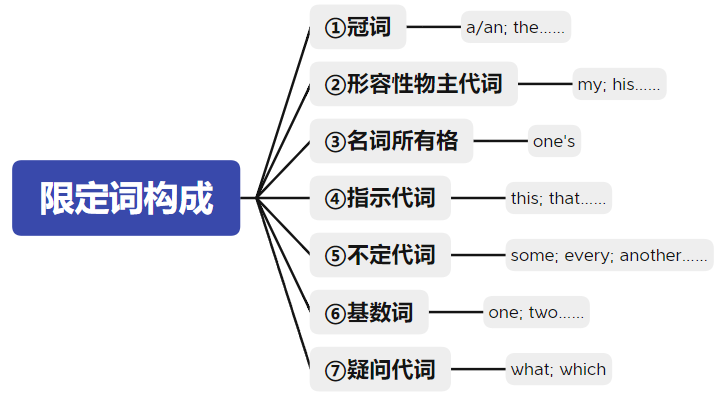 限定词构成
①冠词
a/an; the……
②形容性物主代词
my; his……
③名词所有格
one's
④指示代词
this; that……
⑤不定代词
some; every; another……
⑥基数词
one; two……
⑦疑问代词
what; which